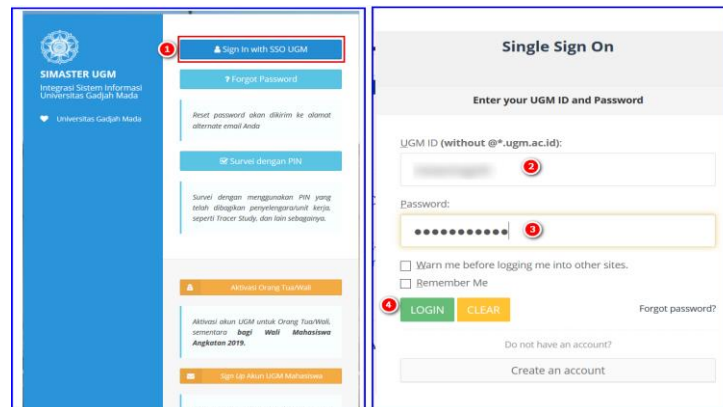 SIMASTER UGM
Integrasi Sistem Informasi
Universitas Gadjah Mada
Universitas Gadjah Mada
1
Sign In with SSO UGM
? Forgot Password
Reset password akan dikirim ke alamat
alternate email Anda
Survei dengan PIN
Survei dengan menggunakan PIN yang
telah dibagikan penyelengara/unit kerja,
seperti Tracer Study, dan lain sebagainya.
Aktivasi Orang Tua/Wali
Aktivasi akun UGM untuk Orang Tua/Wali,
sementara bagi Wali Mahasiswa
Angkatan 2019.
Sign Up Akun UGM Mahasiswa
Single Sign On
Enter your UGM ID and Password
UGM ID (without @*.ugm.ac.id):
2
Password:
3
Warn me before logging me into other sites.
Remember Me
4
LOGIN
CLEAR
Forgot password?
Do not have an account?
Create an account